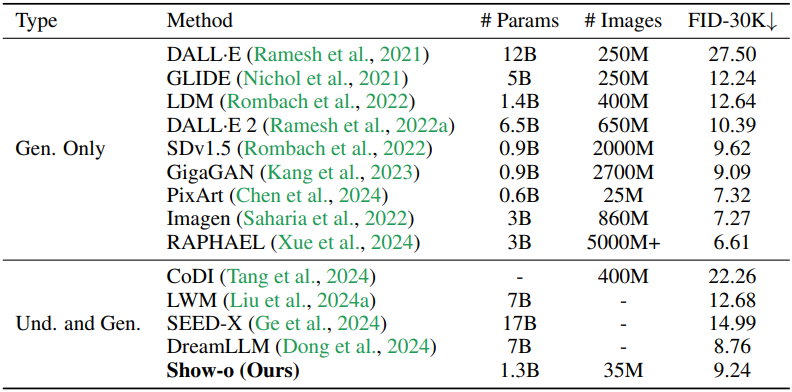 Type Method # Params # Images FID-30K↓
DALL·E (Ramesh et al., 2021) 12B 250M 27.50
GLIDE (Nichol et al., 2021) 5B 250M 12.24
LDM (Rombach et al., 2022) 1.4B 400M 12.64
DALL·E 2 (Ramesh et al., 2022a) 6.5B 650M 10.39
Gen. Only SDv1.5 (Rombach et al., 2022) 0.9B 2000M 9.62
GigaGAN (Kang et al., 2023) 0.9B 2700M 9.09
PixArt (Chen et al., 2024) 0.6B 25M 7.32
Imagen (Saharia et al., 2022) 3B 860M 7.27
RAPHAEL (Xue et al., 2024) 3B 5000M+ 6.61
CoDI (Tang et al., 2024) - 400M 22.26
LWM (Liu et al., 2024a) 7B - 12.68
Und. and Gen. SEED-X (Ge et al., 2024) 17B - 14.99
DreamLLM (Dong et al., 2024) 7B - 8.76
Show-o (Ours) 1.3B 35M 9.24